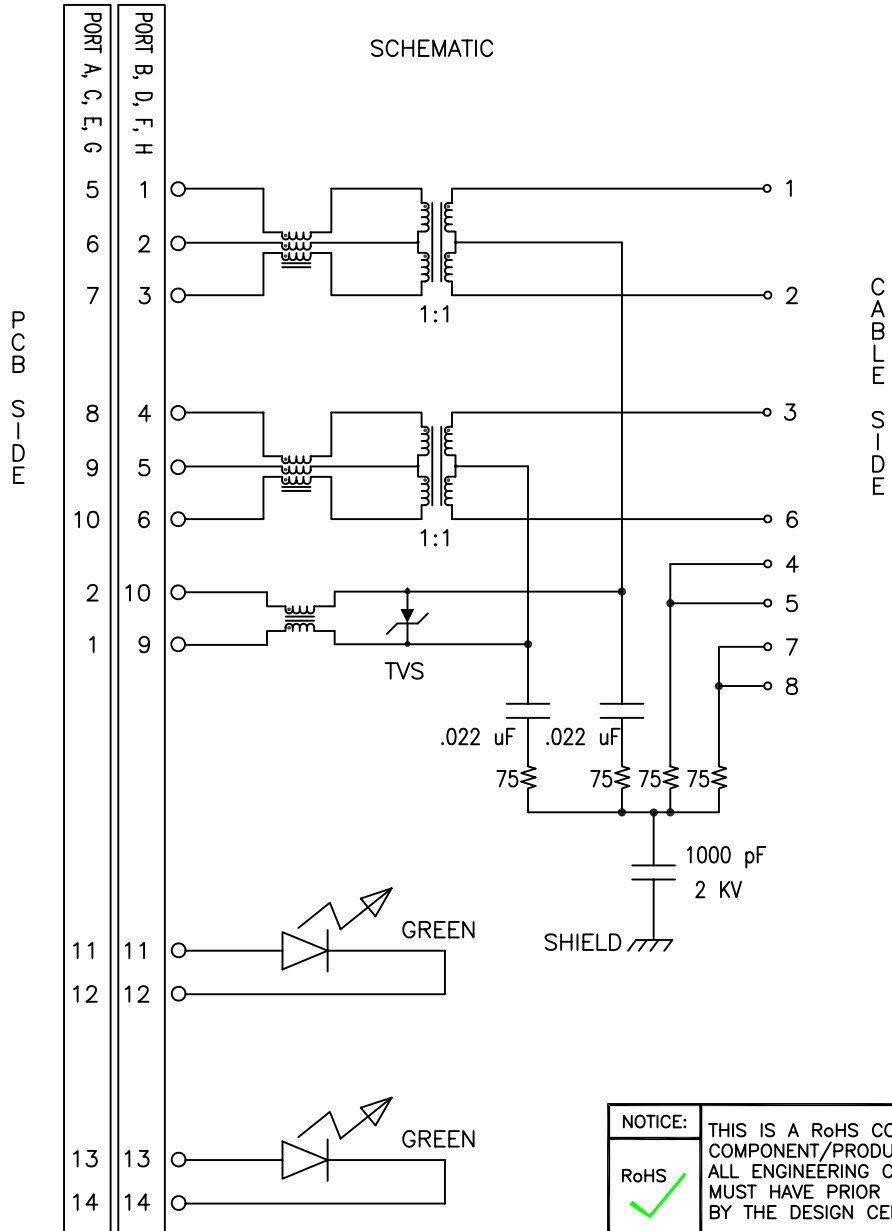 SCHEMATIC
PORT A, C, E, G
PORT B, D, F, H
PCB SIDE
CABLE SIDE
5 1 1
6 2
7 3 2
1:1
8 4 3
9 5
10 6 6
1:1
4
2 10
5
1 9
7
TVS
8
.022 uF .022 uF
75 75 75 75
1000 pF
2 KV
GREEN
SHIELD
11 11
12 12
GREEN
13 13
14 14
NOTICE:
RoHS
THIS IS A RoHS
COMPONENT/
ALL ENGINEERING
MUST HAVE PRIOR
BY THE DESIGN